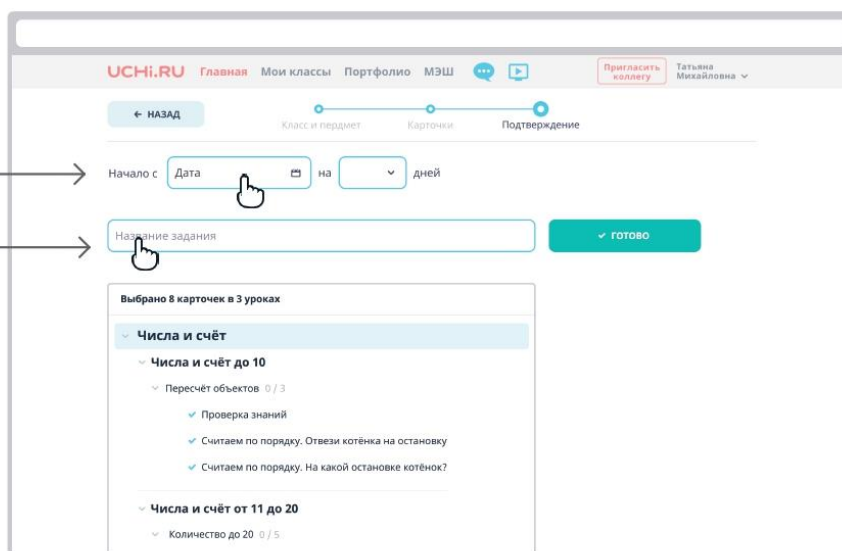 UCHi.RU Главная Мои классы Портфолио МЭШ Пригласить коллегу Татьяна Михайловна
← НАЗАД
Класс и пердмет Карточки Подтверждение
Начало с Дата на дней
Название задания ГОТОВО
Выбрано 8 карточек в 3 уроках
Числа и счёт
Числа и счёт до 10
Пересчёт объектов 0 / 3
Проверка знаний
Считаем по порядку. Отвези котёнка на остановку
Считаем по порядку. На какой остановке котёнок?
Числа и счёт от 11 до 20
Количество до 20 0 / 5